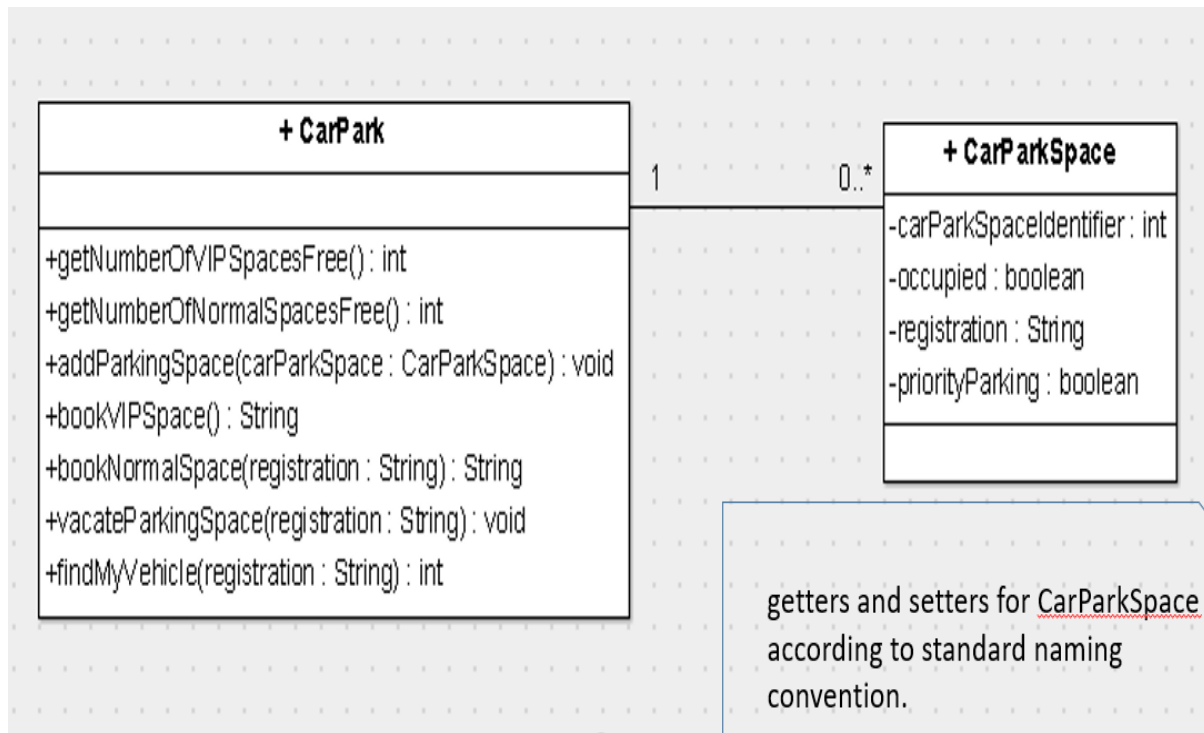 + CarPark
+getNumberOfVIPSpacesFree() : int
+getNumberOfNormalSpacesFree() : int
+addParkingSpace(carParkSpace : CarParkSpace) : void
+bookVIPSpace() : String
+bookNormalSpace(registration : String) : String
+vacateParkingSpace(registration : String) : void
+findMyVehicle(registration : String) : int
1
0..*
+ CarParkSpace
-carParkSpaceIdentifier : int
-occupied : boolean
-registration : String
-priorityParking : boolean
getters and setters for CarParkSpace
according to standard naming
convention.